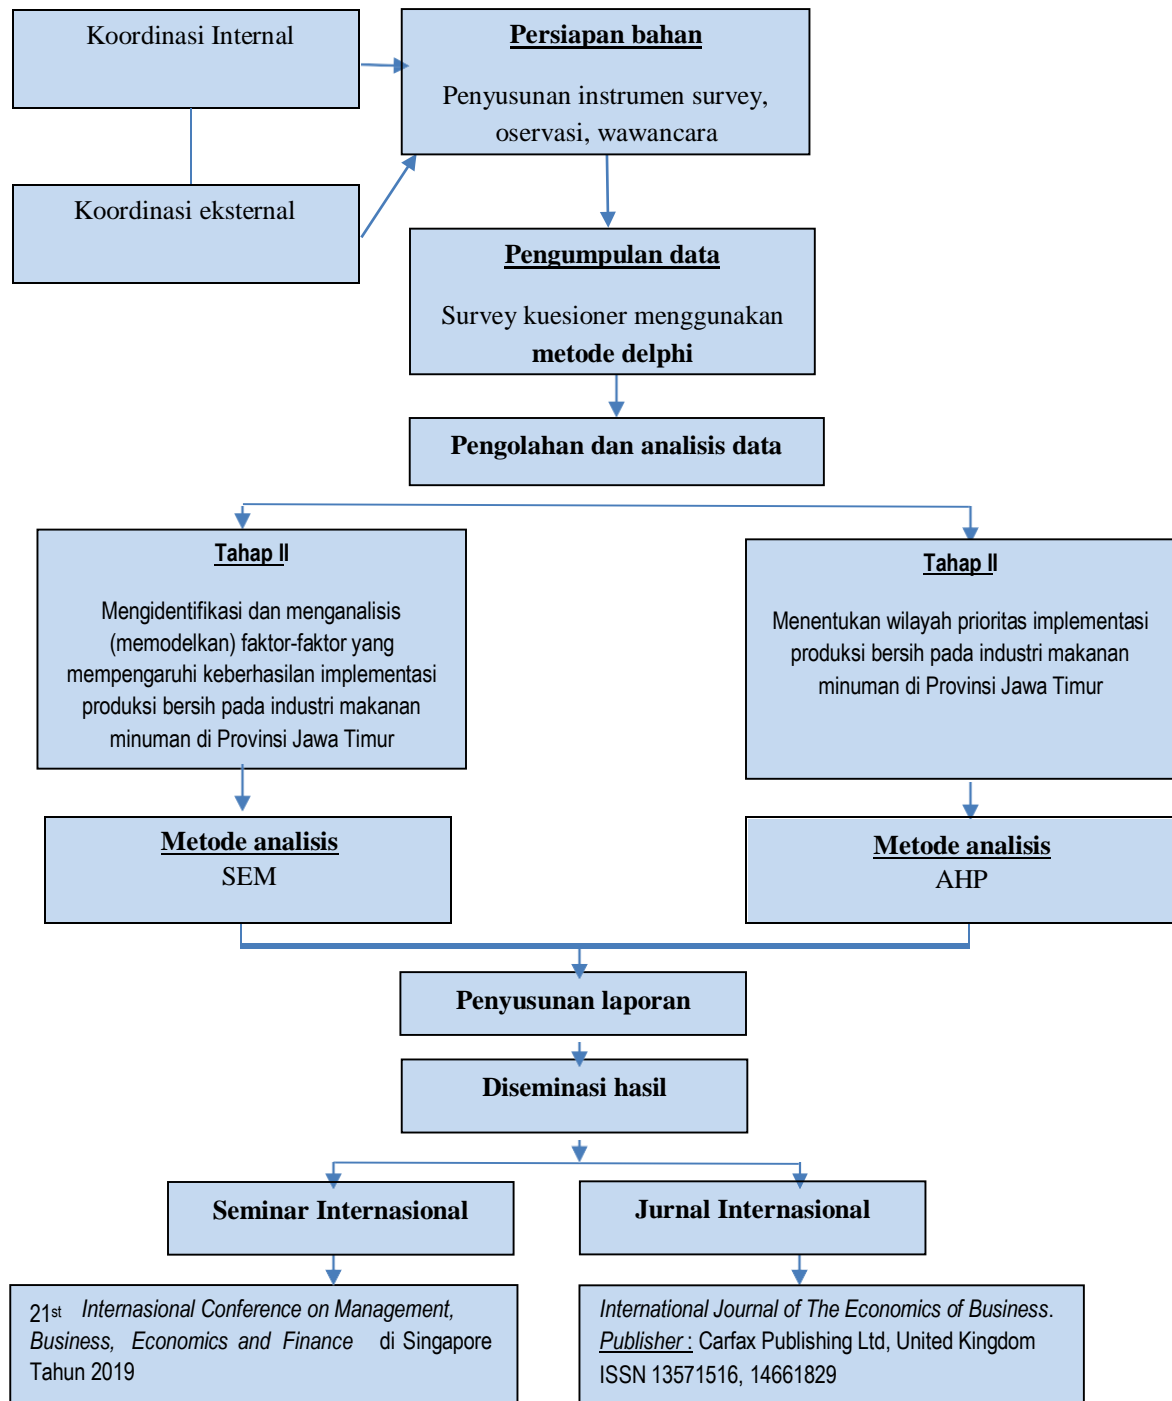 Koordinasi Internal
Persiapan bahan
Penyusunan instrumen survey,
oservasi, wawancara
Koordinasi eksternal
Pengumpulan data
Survey kuesioner menggunakan
metode delphi
Pengolahan dan analisis data
Tahap II
Mengidentifikasi dan menganalisis
(memodelkan) faktor-faktor yang
mempengaruhi keberhasilan implementasi
produksi bersih pada industri makanan
minuman di Provinsi Jawa Timur
Tahap II
Menentukan wilayah prioritas implementasi
produksi bersih pada industri makanan
minuman di Provinsi Jawa Timur
Metode analisis
SEM
Metode analisis
AHP
Penyusunan laporan
Diseminasi hasil
Seminar Internasional
Jurnal Internasional
21st Internasional Conference on Management,
Business, Economics and Finance di Singapore
Tahun 2019
International Journal of The Economics of Business.
Publisher : Carfax Publishing Ltd, United Kingdom
ISSN 13571516, 14661829